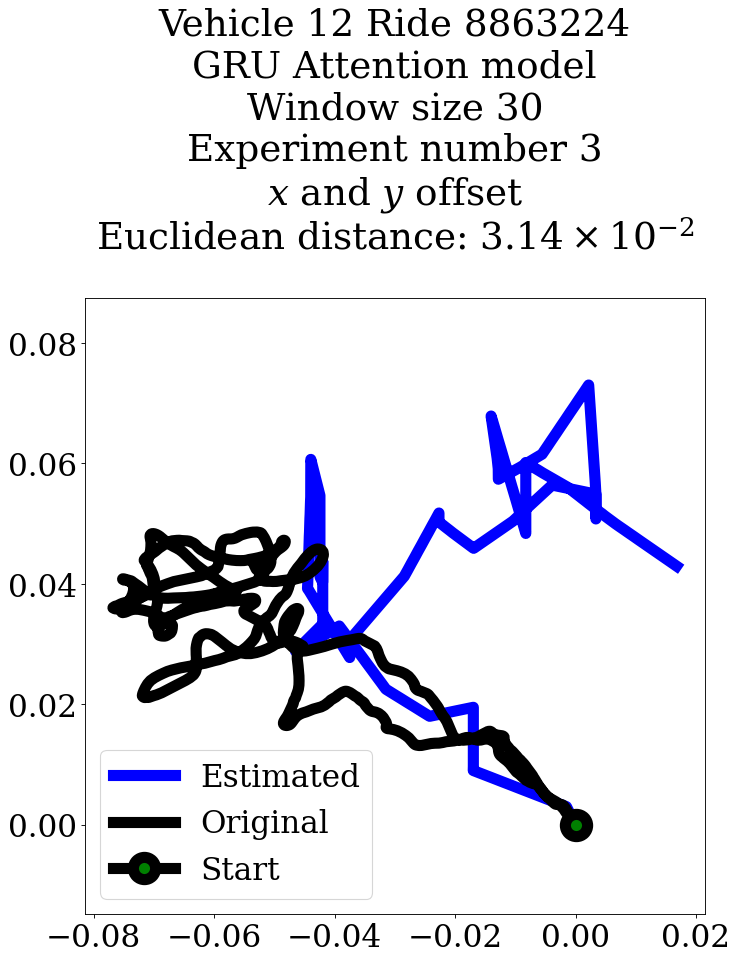 Vehicle 12 Ride 8863224
GRU Attention model
Window size 30
Experiment number 3
x and y offset
Euclidean distance: 3.14 × 10⁻²
0.08
0.06
0.04
0.02
0.00
Estimated
Original
Start
−0.08 −0.06 −0.04 −0.02 0.00 0.02